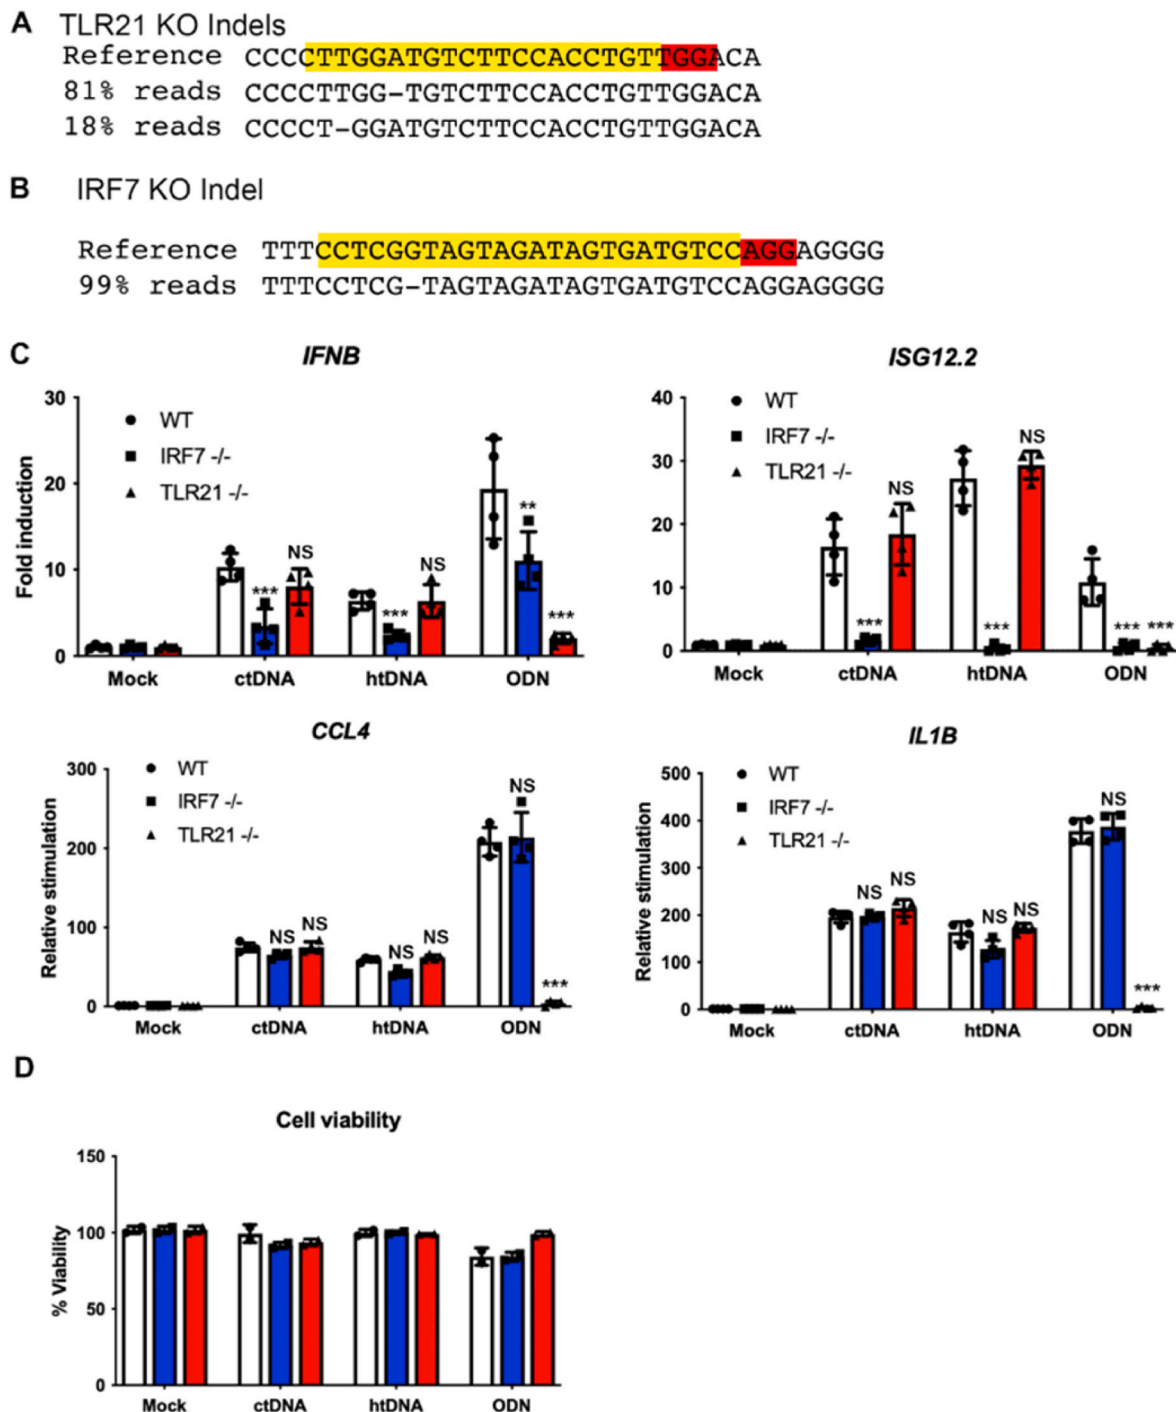 A TLR21 KO Indels
Reference CCCCTTGGATGTCTTCCACCTGTTGGACA
81% reads CCCCTTGG-TGTCTTCCACCTGTTGGACA
18% reads CCCCT-GGATGTCTTCCACCTGTTGGACA
B IRF7 KO Indel
Reference TTTCCTCGGTAGTAGATAGTGATGTCCAGGAGGGG
99% reads TTTCCTCG-TAGTAGATAGTGATGTCCAGGAGGGG
C
IFNB
Fold induction
30
20
10
0
WT
IRF7 -/-
TLR21 -/-
*** NS
*** NS
** ***
Mock ctDNA htDNA ODN
ISG12.2
40
30
20
10
0
WT
IRF7 -/-
TLR21 -/-
*** NS
*** NS
*** ***
Mock ctDNA htDNA ODN
CCL4
Relative stimulation
300
200
100
0
WT
IRF7 -/-
TLR21 -/-
NS NS
NS NS
NS ***
Mock ctDNA htDNA ODN
IL1B
Relative stimulation
500
400
300
200
100
0
WT
IRF7 -/-
TLR21 -/-
NS NS
NS NS
NS ***
Mock ctDNA htDNA ODN
D
Cell viability
% Viability
150
100
50
0
Mock ctDNA htDNA ODN